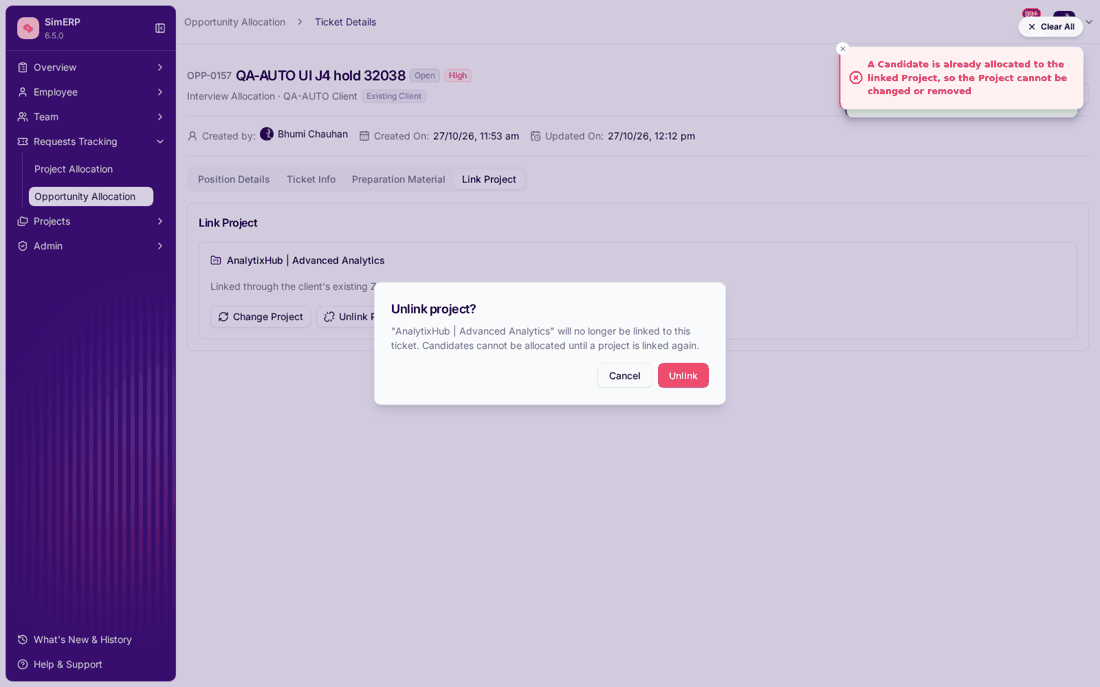 SimERP
6.5.0
Overview
Employee
Team
Requests Tracking
Project Allocation
Opportunity Allocation
Projects
Admin
What's New & History
Help & Support
Opportunity Allocation > Ticket Details
Clear All
A Candidate is already allocated to the
linked Project, so the Project cannot be
changed or removed
OPP-0157 QA-AUTO UI J4 hold 32038 Open High
Interview Allocation · QA-AUTO Client Existing Client
Created by: Bhumi Chauhan Created On: 27/10/26, 11:53 am Updated On: 27/10/26, 12:12 pm
Position Details Ticket Info Preparation Material Link Project
Link Project
AnalytixHub | Advanced Analytics
Linked through the client's existing
Change Project Unlink
Unlink project?
"AnalytixHub | Advanced Analytics" will no longer be linked to this
ticket. Candidates cannot be allocated until a project is linked again.
Cancel Unlink